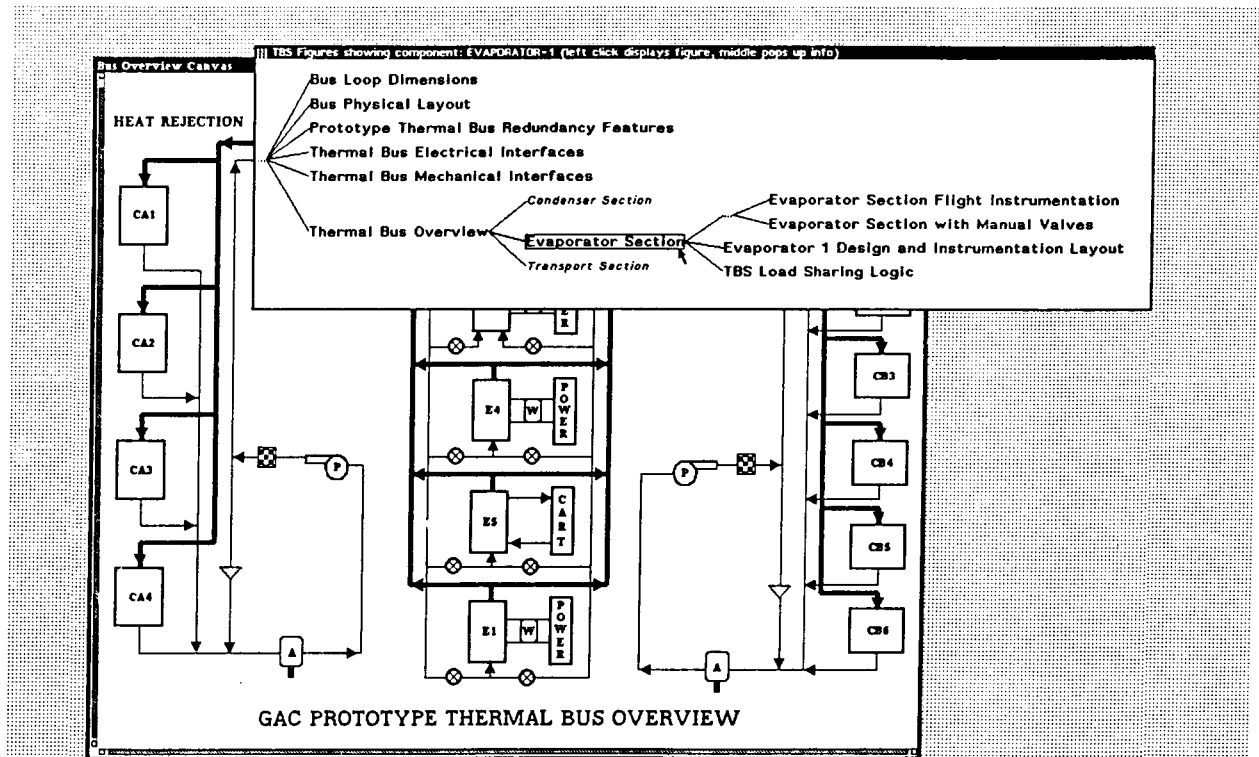 TBS Figures showing component: EVAPORATOR-1 (left click displays figure, middle pops up info)
Bus Overview Canvas
Bus Loop Dimensions
Bus Physical Layout
HEAT REJECTION
Prototype Thermal Bus Redundancy Features
Thermal Bus Electrical Interfaces
Thermal Bus Mechanical Interfaces
Condenser Section
Evaporator Section Flight Instrumentation
CA1
Evaporator Section with Manual Valves
Thermal Bus Overview
Evaporator Section
Evaporator 1 Design and Instrumentation Layout
Transport Section
TBS Load Sharing Logic
ER
CA2
CB3
E4
W
POWER
CA3
P
P
CB4
E5
CART
CB5
CA4
E1
W
POWER
CB6
A
A
GAC PROTOTYPE THERMAL BUS OVERVIEW